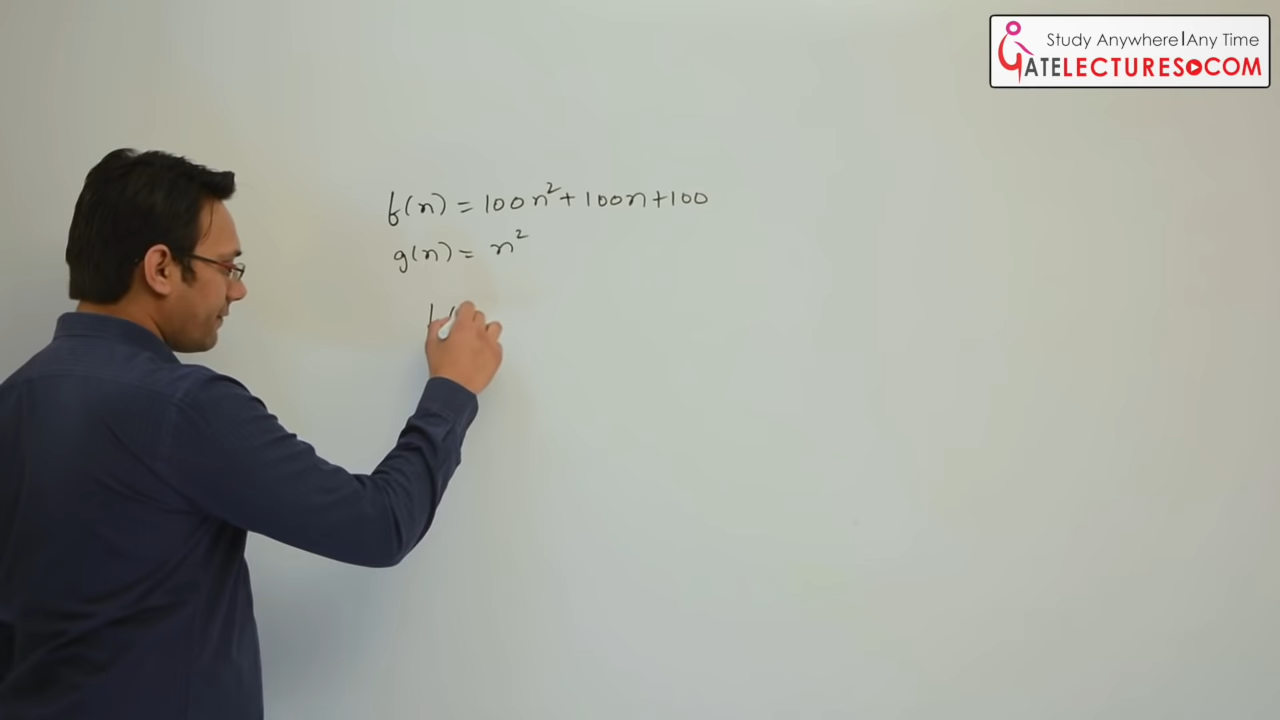 Study Anywhere|Any Time
GATELECTURES.COM
f(n) = 100n²+100n+100
g(n) = n²